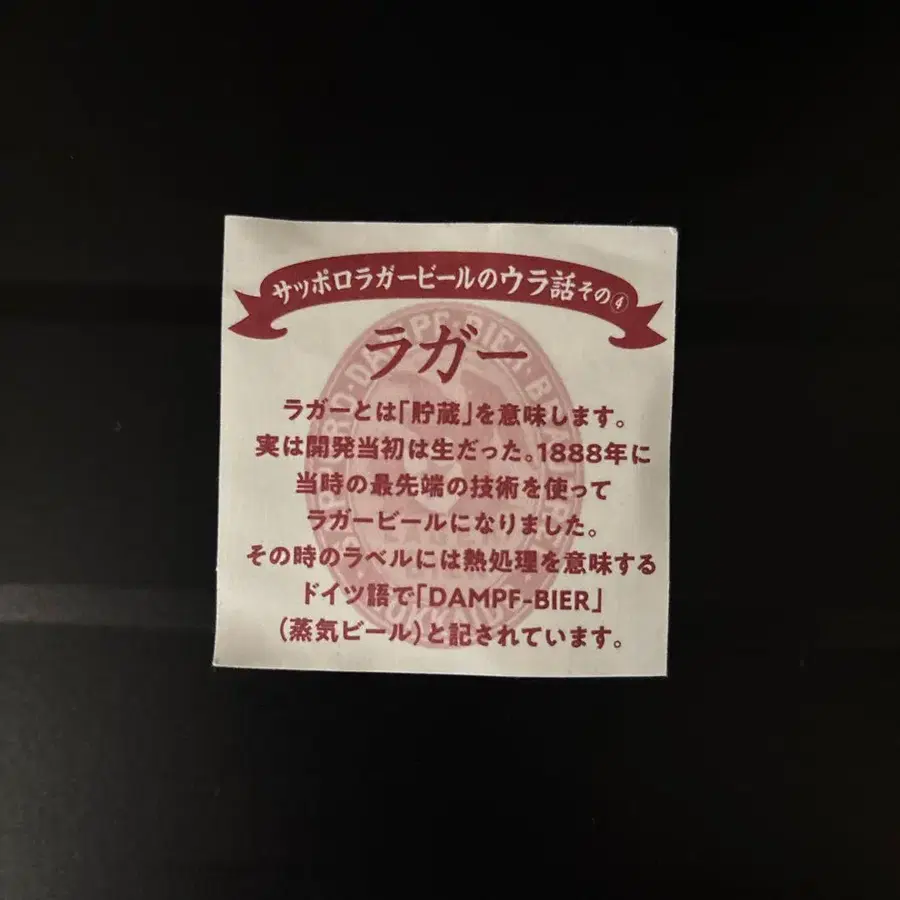 サッポロラガービールのウラ話その④
ラガー
ラガーとは「貯蔵」を意味します。
実は開発当初は生だった。1888年に
当時の最先端の技術を使って
ラガービールになりました。
その時のラベルには熱処理を意味する
ドイツ語で「DAMPF-BIER」
(蒸気ビール)と記されています。
DAMPF-BIER